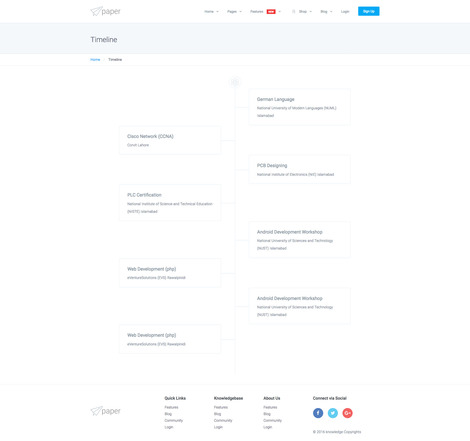 paper
Home
Pages
Features
NEW
Shop
Blog
Login
Sign Up
Timeline
Home
Timeline
German Language
National University of Modern Languages (NUML)
Islamabad
Cisco Network (CCNA)
Corvit Lahore
PCB Designing
National Institute of Electronics (NIE) Islamabad
PLC Certification
National Institute of Science and Technical Education
(NISTE) Islamabad
Android Development Workshop
National University of Sciences and Technology
(NUST) Islamabad
Web Development (php)
(EVS) Rawalpindi
Android Development Workshop
National University of Sciences and Technology
(NUST) Islamabad
Web Development (php)
(EVS) Rawalpindi
paper
Quick Links
Features
Blog
Community
Login
Knowledgebase
Features
Blog
Community
Login
About Us
Features
Blog
Community
Login
Connect via Social
f
G+
Knowledge Copyrights